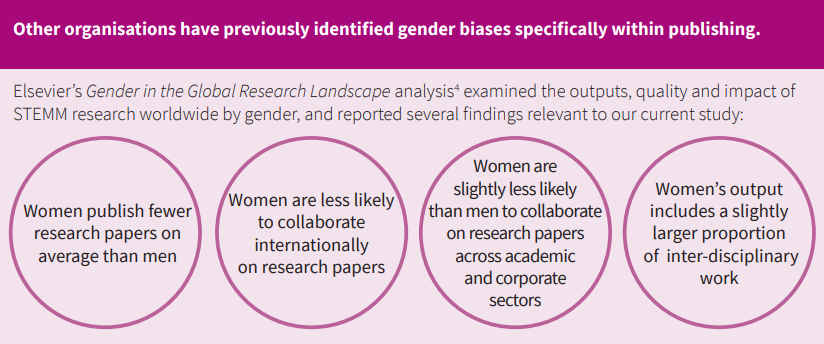 Other organisations have previously identified gender biases specifically within publishing.
Elsevier’s Gender in the Global Research Landscape analysis⁴ examined the outputs, quality and impact of
STEMM research worldwide by gender, and reported several findings relevant to our current study:
Women publish fewer
research papers on
average than men
Women are less likely
to collaborate
internationally
on research papers
Women are
slightly less likely
than men to collaborate
on research papers
across academic
and corporate
sectors
Women’s output
includes a slightly
larger proportion
of inter-disciplinary
work